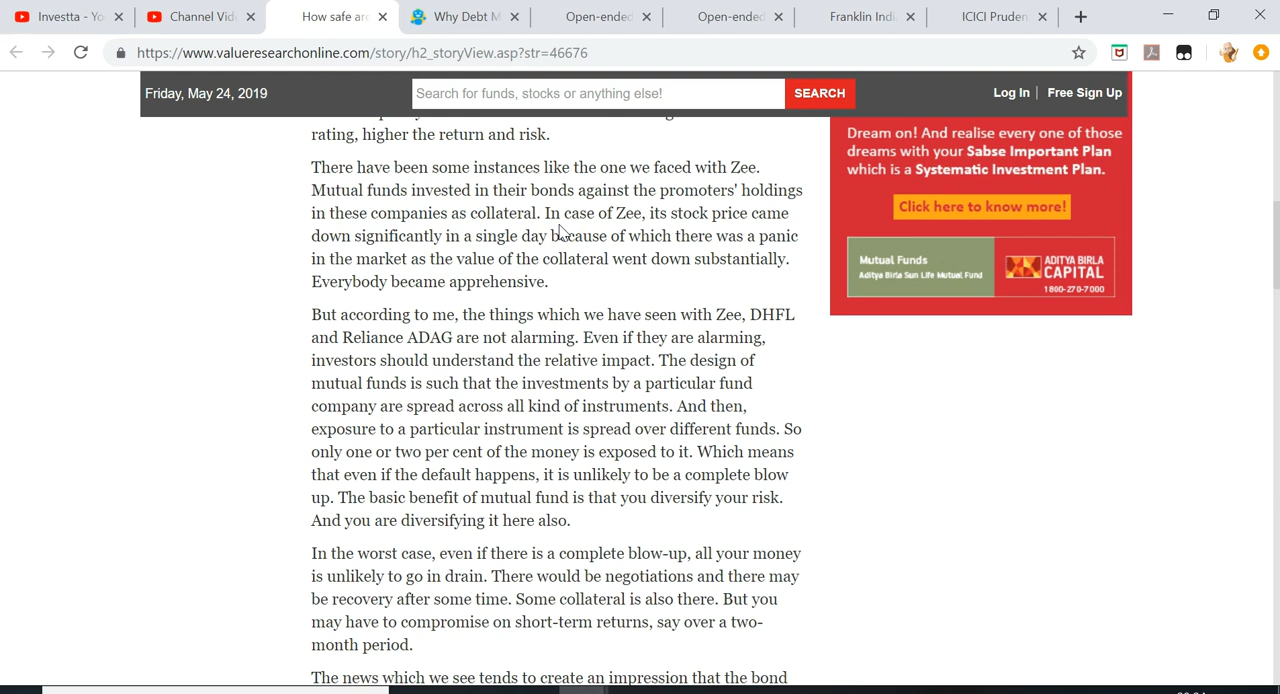 Investta - Yo
Channel Vid
How safe are
Why Debt M
Open-ended
Open-ended
Franklin Indi
ICICI Pruden
https://www.valueresearchonline.com/story/h2_storyView.asp?str=46676
Friday, May 24, 2019
Search for funds, stocks or anything else!
SEARCH
Log In | Free Sign Up
rating, higher the return and risk.
There have been some instances like the one we faced with Zee.
Mutual funds invested in their bonds against the promoters' holdings
in these companies as collateral. In case of Zee, its stock price came
down significantly in a single day because of which there was a panic
in the market as the value of the collateral went down substantially.
Everybody became apprehensive.
But according to me, the things which we have seen with Zee, DHFL
and Reliance ADAG are not alarming. Even if they are alarming,
investors should understand the relative impact. The design of
mutual funds is such that the investments by a particular fund
company are spread across all kind of instruments. And then,
exposure to a particular instrument is spread over different funds. So
only one or two per cent of the money is exposed to it. Which means
that even if the default happens, it is unlikely to be a complete blow
up. The basic benefit of mutual fund is that you diversify your risk.
And you are diversifying it here also.
In the worst case, even if there is a complete blow-up, all your money
is unlikely to go in drain. There would be negotiations and there may
be recovery after some time. Some collateral is also there. But you
may have to compromise on short-term returns, say over a two-
month period.
The news which we see tends to create an impression that the bond
Dream on! And realise every one of those
dreams with your Sabse Important Plan
which is a Systematic Investment Plan.
Click here to know more!
Mutual Funds
Aditya Birla Sun Life Mutual Fund
ADITYA BIRLA
CAPITAL
1800-270-7000